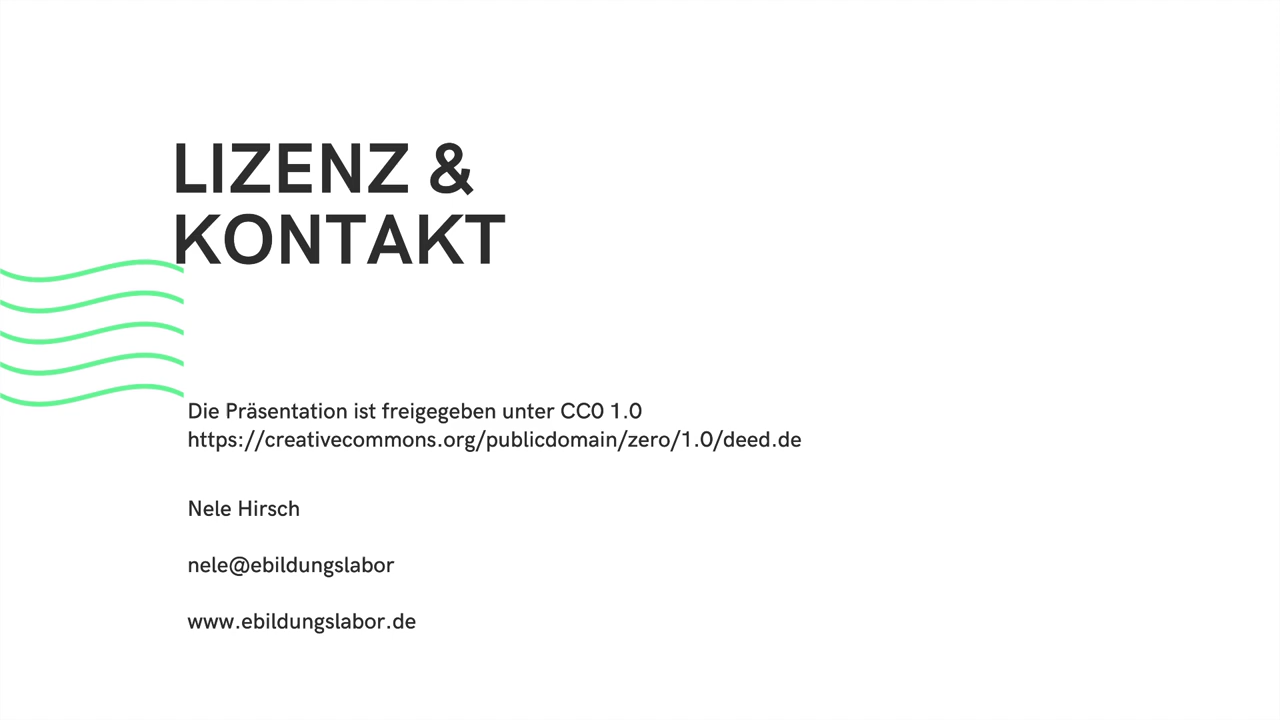 LIZENZ &
KONTAKT
Die Präsentation ist freigegeben unter CC0 1.0
https://creativecommons.org/publicdomain/zero/1.0/deed.de
Nele Hirsch
nele@ebildungslabor
www.ebildungslabor.de